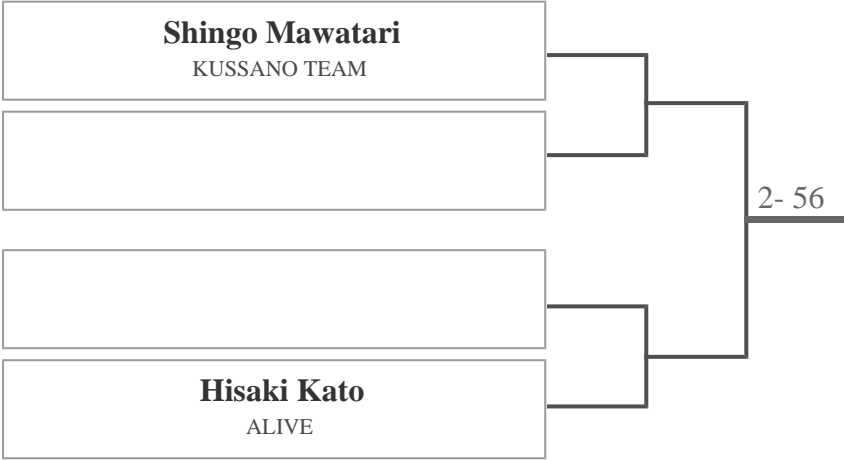 Shingo Mawatari
KUSSANO TEAM
2- 56
Hisaki Kato
ALIVE